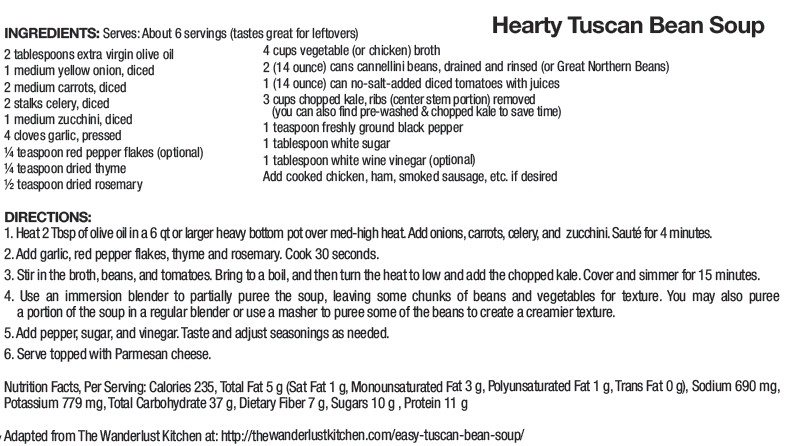 Hearty Tuscan Bean Soup
INGREDIENTS: Serves: About 6 servings (tastes great for leftovers)
2 tablespoons extra virgin olive oil
1 medium yellow onion, diced
2 medium carrots, diced
2 stalks celery, diced
1 medium zucchini, diced
4 cloves garlic, pressed
¼ teaspoon red pepper flakes (optional)
¼ teaspoon dried thyme
½ teaspoon dried rosemary
4 cups vegetable (or chicken) broth
2 (14 ounce) cans cannellini beans, drained and rinsed (or Great Northern Beans)
1 (14 ounce) can no-salt-added diced tomatoes with juices
3 cups chopped kale, ribs (center stem portion) removed
(you can also find pre-washed & chopped kale to save time)
1 teaspoon freshly ground black pepper
1 tablespoon white sugar
1 tablespoon white wine vinegar (optional)
Add cooked chicken, ham, smoked sausage, etc. if desired
DIRECTIONS:
1. Heat 2 Tbsp of olive oil in a 6 qt or larger heavy bottom pot over med-high heat. Add onions, carrots, celery, and zucchini. Sauté for 4 minutes.
2. Add garlic, red pepper flakes, thyme and rosemary. Cook 30 seconds.
3. Stir in the broth, beans, and tomatoes. Bring to a boil, and then turn the heat to low and add the chopped kale. Cover and simmer for 15 minutes.
4. Use an immersion blender to partially puree the soup, leaving some chunks of beans and vegetables for texture. You may also puree
a portion of the soup in a regular blender or use a masher to puree some of the beans to create a creamier texture.
5. Add pepper, sugar, and vinegar. Taste and adjust seasonings as needed.
6. Serve topped with Parmesan cheese.
Nutrition Facts, Per Serving: Calories 235, Total Fat 5 g (Sat Fat 1 g, Monounsaturated Fat 3 g, Polyunsaturated Fat 1 g, Trans Fat 0 g), Sodium 690 mg,
Potassium 779 mg, Total Carbohydrate 37 g, Dietary Fiber 7 g, Sugars 10 g , Protein 11 g
Adapted from The Wanderlust Kitchen at: http://thewanderlustkitchen.com/easy-tuscan-bean-soup/